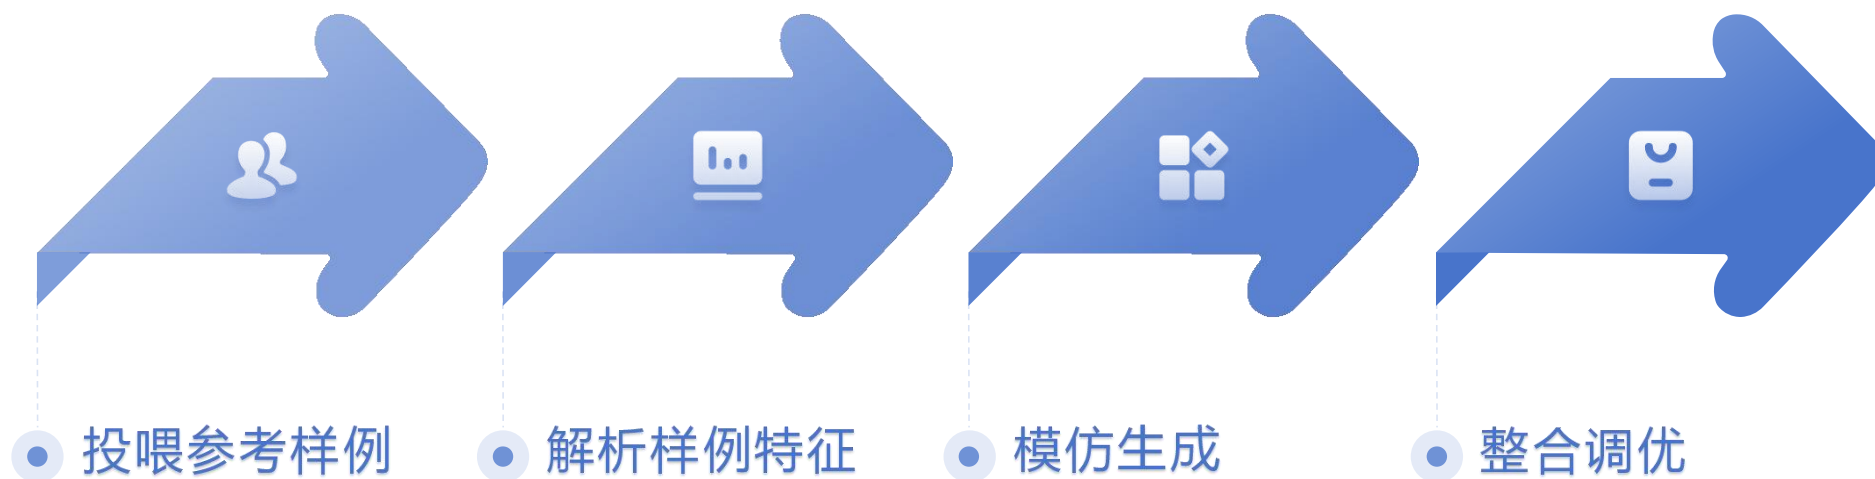 投喂参考样例
解析样例特征
模仿生成
整合调优